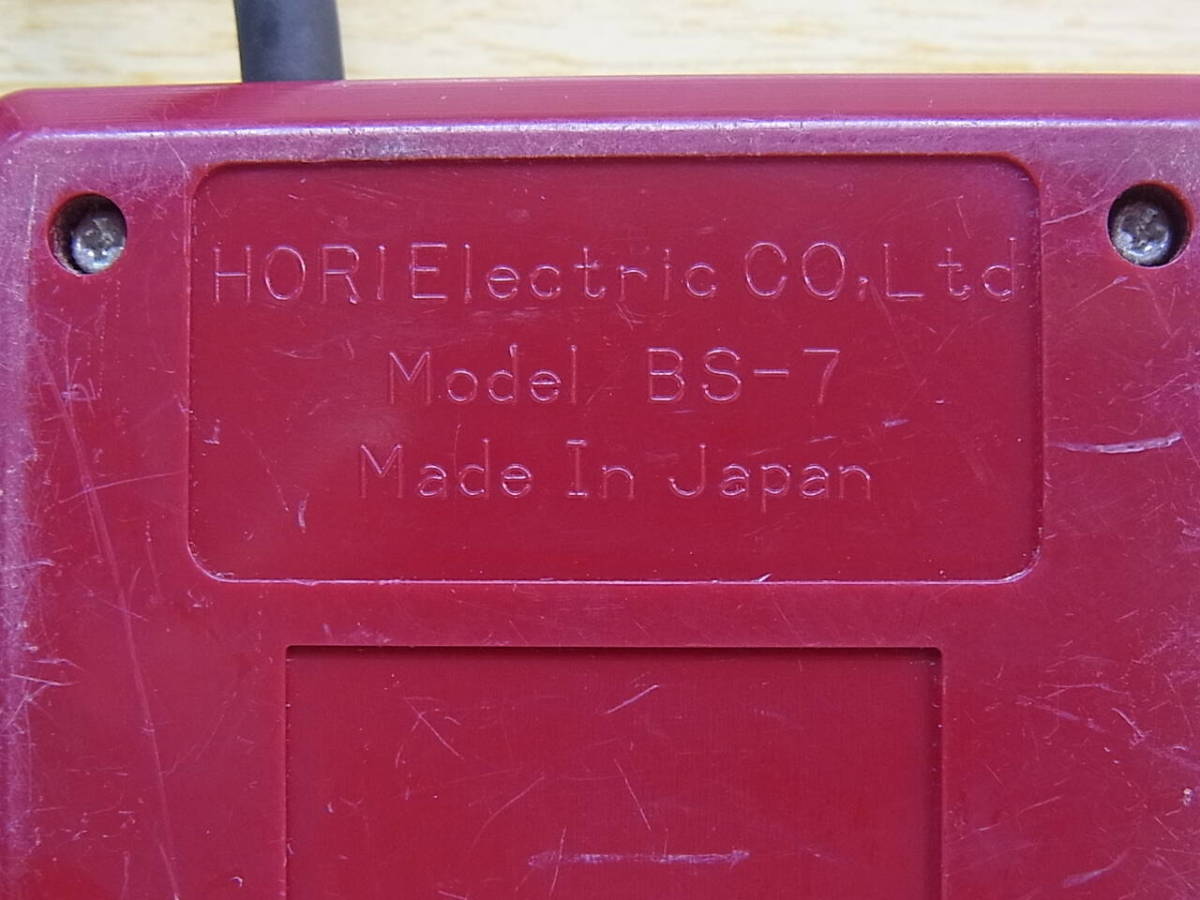 HORI Electric CO,Ltd
Model BS-7
Made In Japan